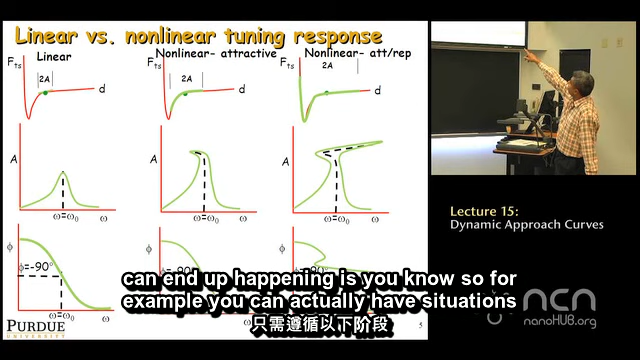 Linear vs. nonlinear tuning response
Linear
Nonlinear- attractive
Nonlinear- att/rep
Fts
2A
d
Fts
2A
d
Fts
2A
d
A
ω=ω0
ω
A
ω=ω0
ω
A
ω=ω0
ω
ϕ
ϕ=-90°
ω=ω0
ω
ϕ
ϕ
5
PURDUE
UNIVERSITY
Lecture 15:
Dynamic Approach Curves
ncn
nanoHUB.org
can end up happening is you know so for
example you can actually have situations
只需遵循以下阶段